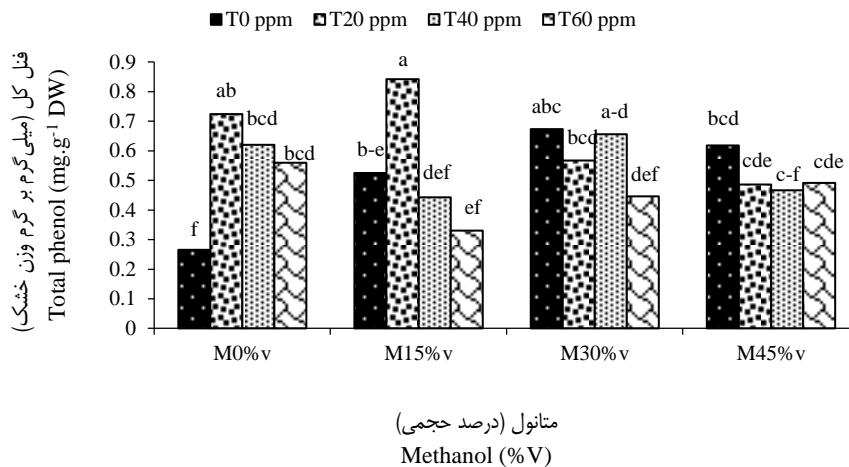 T0 ppm T20 ppm T40 ppm T60 ppm
فنل کل (میلی‌گرم بر گرم وزن خشک)
Total phenol (mg.g-1 DW)
0.9
0.8
0.7
0.6
0.5
0.4
0.3
0.2
0.1
0
f ab bcd bcd
b-e a def ef
abc bcd a-d def
bcd cde c-f cde
M0%v M15%v M30%v M45%v
متانول (درصد حجمی)
Methanol (%V)